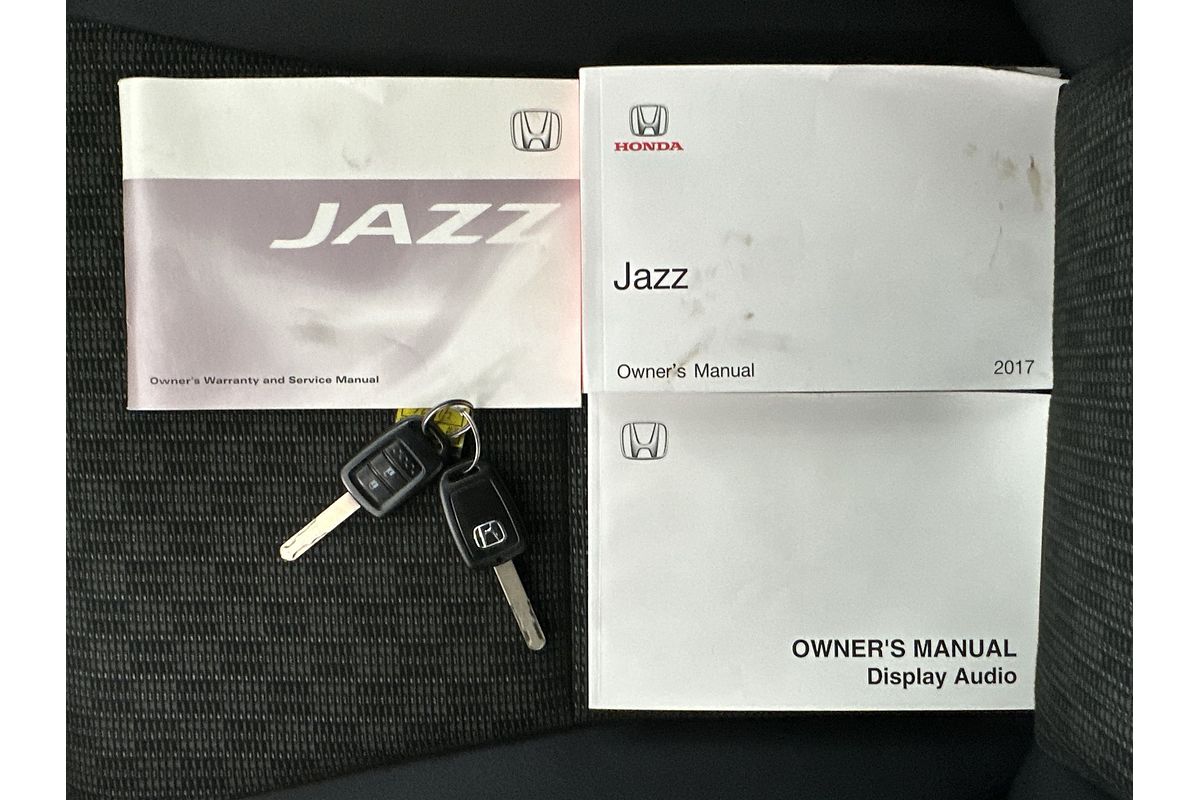 JAZZ
Owner's Warranty and Service Manual
HONDA
Jazz
Owner's Manual
2017
OWNER'S MANUAL
Display Audio